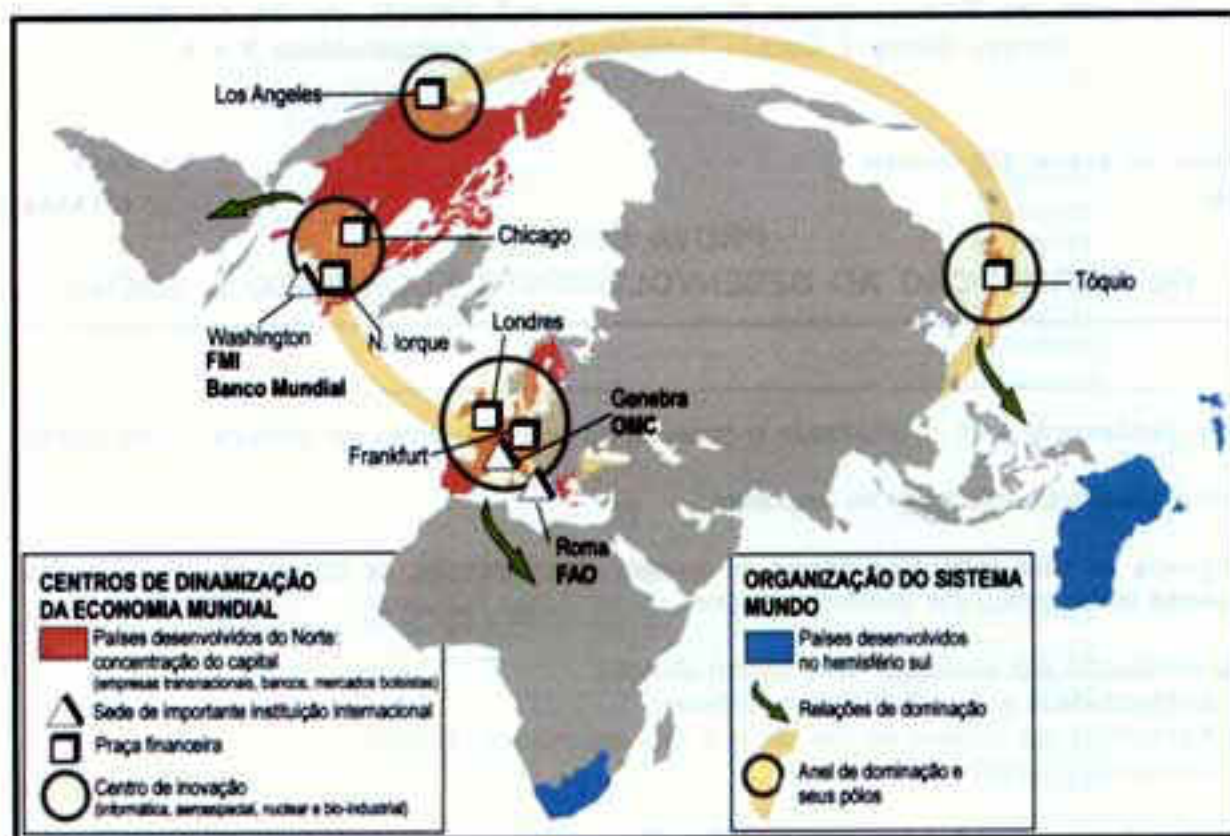 Los Angeles
Chicago
Washington
FMI
Banco Mundial
N. Iorque
Londres
Frankfurt
Genebra
OMC
Roma
FAO
Tóquio
CENTROS DE DINAMIZAÇÃO
DA ECONOMIA MUNDIAL
Países desenvolvidos do Norte:
concentração do capital
(empresas transnacionais, bancos, mercados bolsistas)
Sede de importante instituição internacional
Praça financeira
Centro de inovação
(informática, aeroespacial, nuclear e bio-industrial)
ORGANIZAÇÃO DO SISTEMA
MUNDO
Países desenvolvidos
no hemisfério sul
Relações de dominação
Anel de dominação e
seus pólos